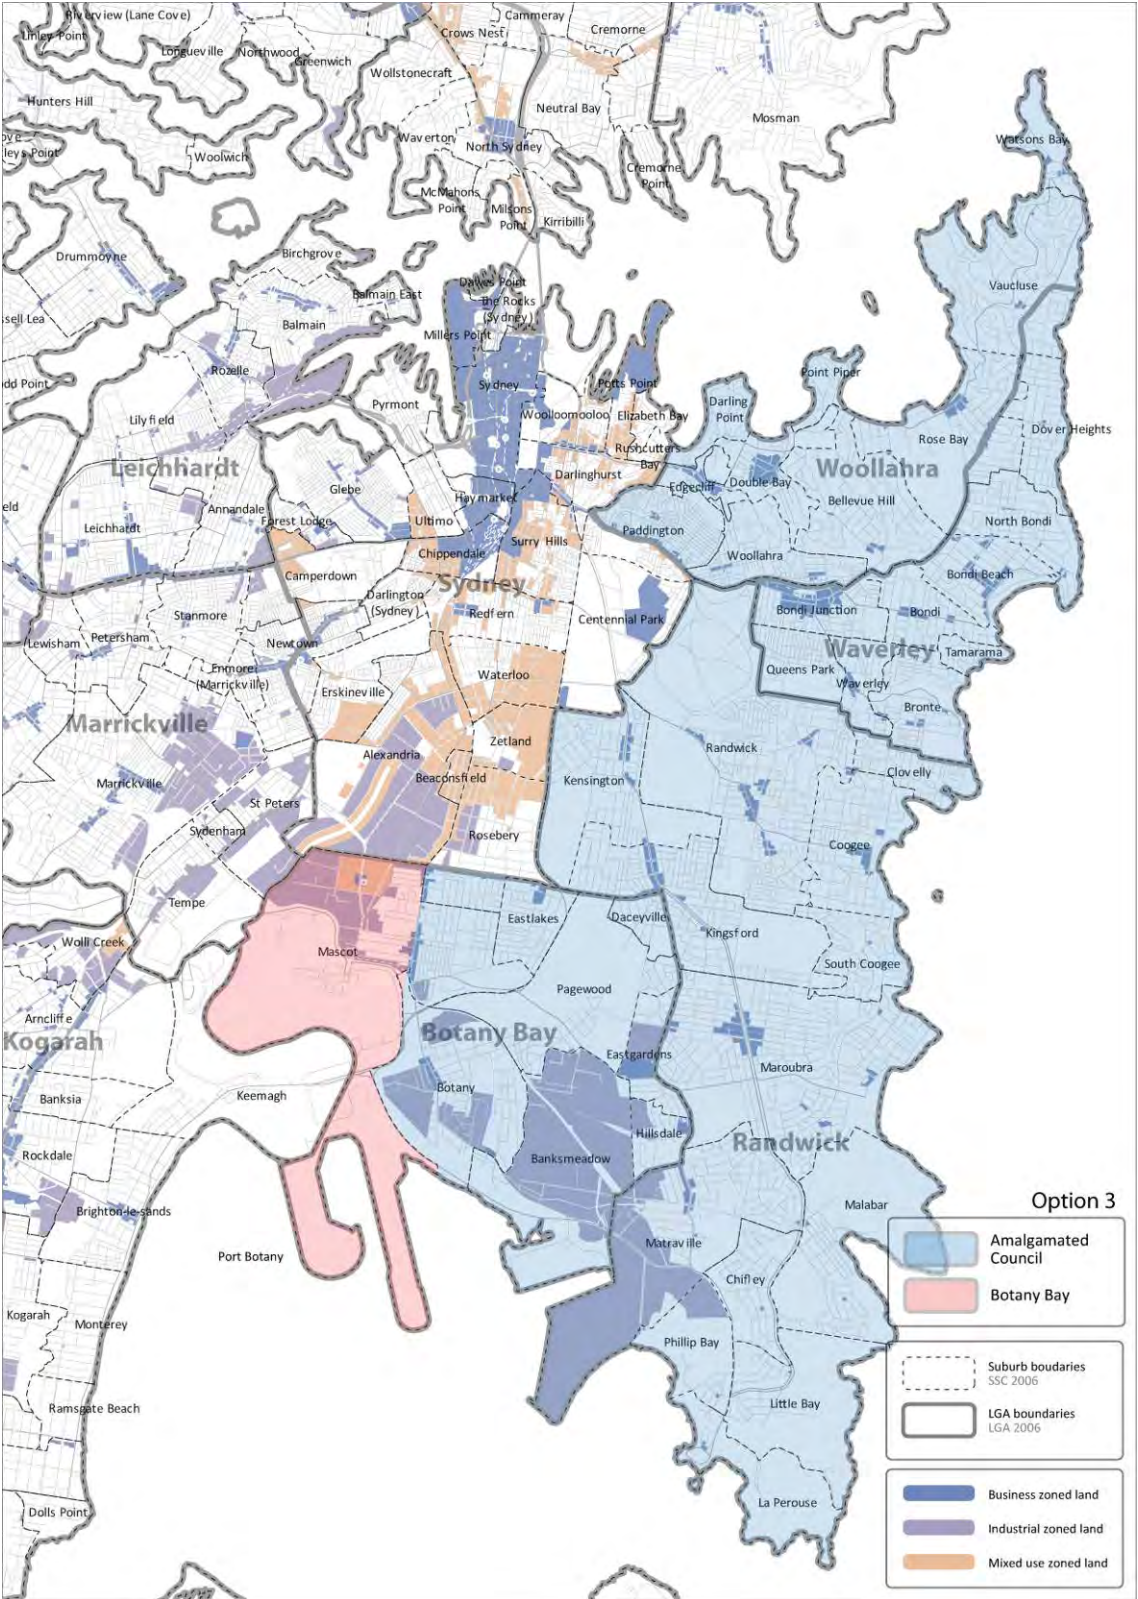 Riverview (Lane Cove)
Cammeray
Linley Point
Crows Nest
Cremorne
Longueville
Northwood
Greenwich
Wollstonecraft
Hunters Hill
Neutral Bay
Mosman
Waverton
North Sydney
Watsons Bay
leys Point
Woolwich
Cremorne
Point
McMahons
Point
Milsons
Point
Kirribilli
Drummoyne
Birchgrove
Dawes Point
Vaucluse
Balmain East
The Rocks
(Sydney)
ssell Lea
Balmain
Millers Point
Rozelle
Point Piper
odd Point
Sydney
Potts Point
Pyrmont
Darling
Point
Woolloomooloo
Elizabeth Bay
Lilyfield
Rose Bay
Dover Heights
Rushcutters
Bay
Leichhardt
Darlinghurst
Woollahra
Glebe
Edgecliff
Double Bay
Haymarket
Bellevue Hill
eld
Annandale
Forest Lodge
Ultimo
North Bondi
Leichhardt
Paddington
Surry Hills
Chippendale
Woollahra
Camperdown
Sydney
Bondi Beach
Darlington
(Sydney)
Stanmore
Redfern
Centennial Park
Bondi Junction
Bondi
Lewisham
Petersham
Newtown
Waverley
Tamarama
Enmore
(Marrickville)
Queens Park
Waverley
Erskineville
Waterloo
Bronte
Marrickville
Zetland
Randwick
Alexandria
Clovelly
Marrickville
Beaconsfield
Kensington
St Peters
Sydenham
Rosebery
Coogee
Tempe
Eastlakes
Daceyville
Kingsford
Wolli Creek
Mascot
South Coogee
Pagewood
Arncliffe
Botany Bay
Kogarah
Eastgardens
Maroubra
Banksia
Keemagh
Botany
Hillsdale
Randwick
Rockdale
Banksmeadow
Brighton-le-sands
Malabar
Port Botany
Matraville
Chifley
Kogarah
Monterey
Phillip Bay
Ramsgate Beach
Little Bay
Dolls Point
La Perouse
Option 3
Amalgamated
Council
Botany Bay
Suburb boudaries
SSC 2006
LGA boundaries
LGA 2006
Business zoned land
Industrial zoned land
Mixed use zoned land